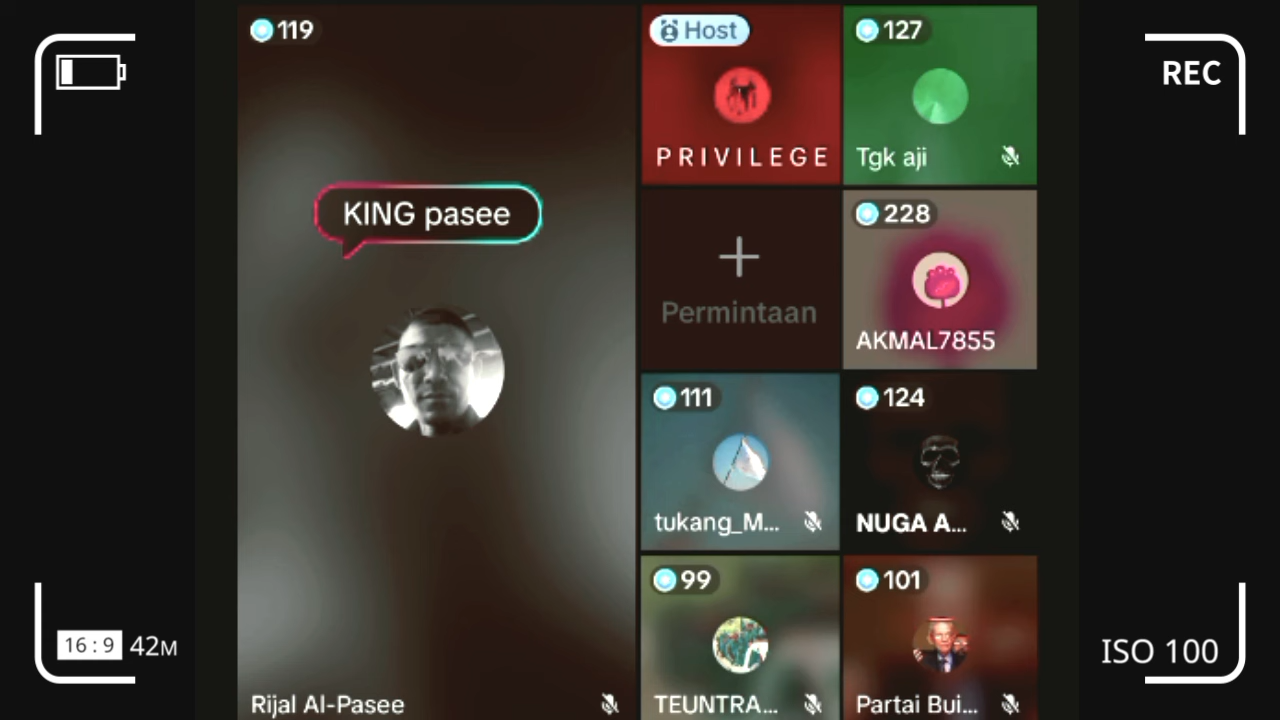 119
Host
127
REC
PRIVILEGE
Tgk aji
KING pasee
228
Permintaan
AKMAL7855
111
124
tukang_M...
NUGA A...
99
101
16:9
42M
ISO 100
Rijal Al-Pasee
TEUNTRA...
Partai Bui...